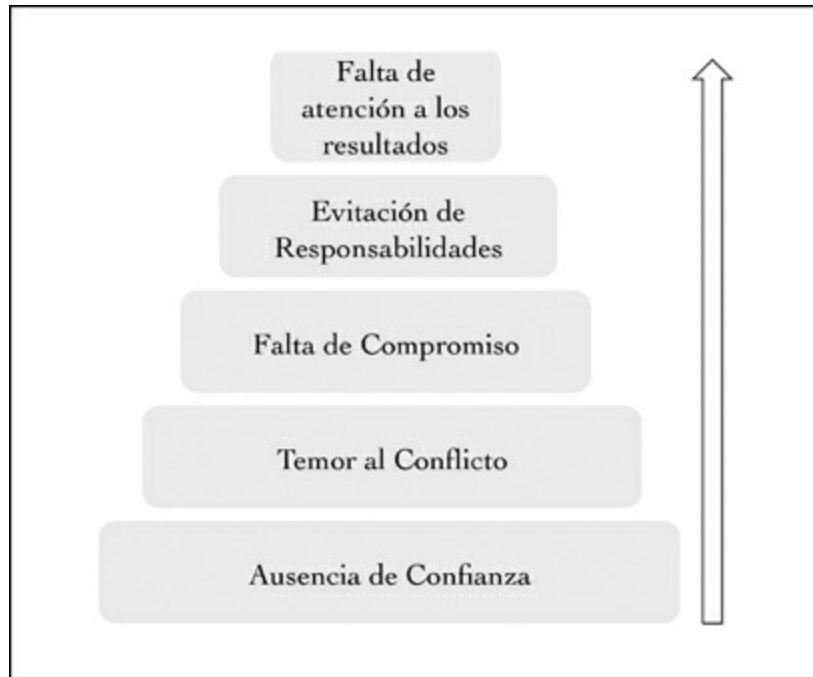 Falta de
atención a los
resultados
Evitación de
Responsabilidades
Falta de Compromiso
Temor al Conflicto
Ausencia de Confianza